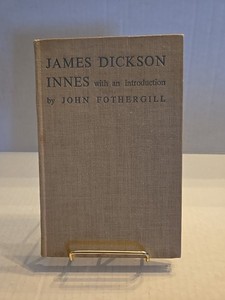 JAMES DICKSON
INNES with an introduction
by JOHN FOTHERGILL